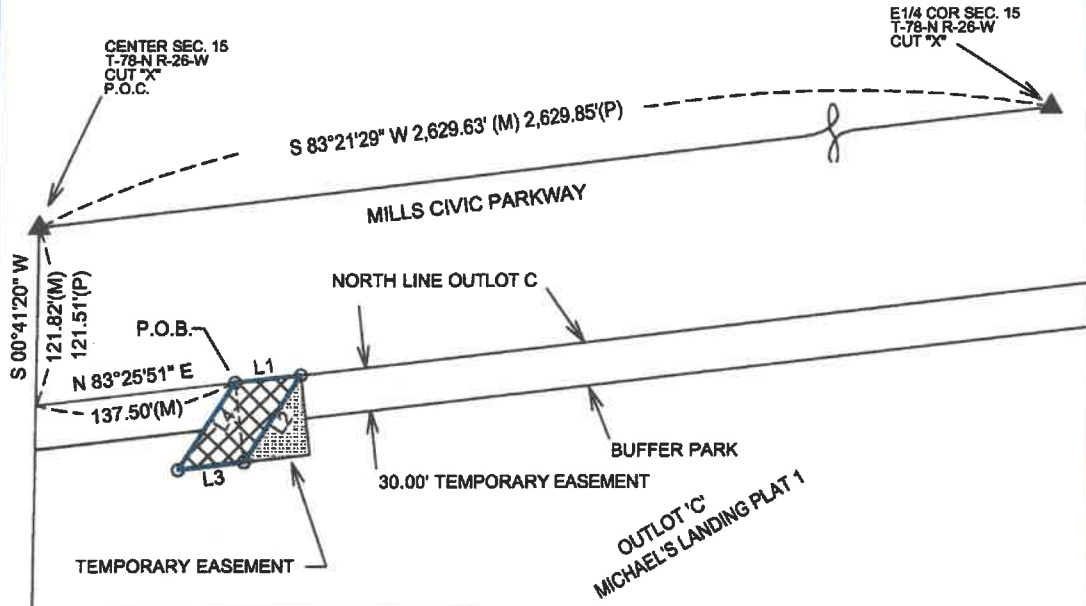 E1/4 COR SEC. 15
T-78-N R-26-W
CUT "X"
CENTER SEC. 15
T-78-N R-26-W
CUT "X"
P.O.C.
S 83°21'29" W 2,629.63' (M) 2,629.85'(P)
MILLS CIVIC PARKWAY
S 00°41'20" W
121.82'(M)
121.51'(P)
NORTH LINE OUTLOT C
P.O.B.
L1
N 83°25'51" E
137.50'(M)
L4
L2
L3
BUFFER PARK
30.00' TEMPORARY EASEMENT
OUTLOT 'C'
MICHAEL'S LANDING PLAT 1
TEMPORARY EASEMENT